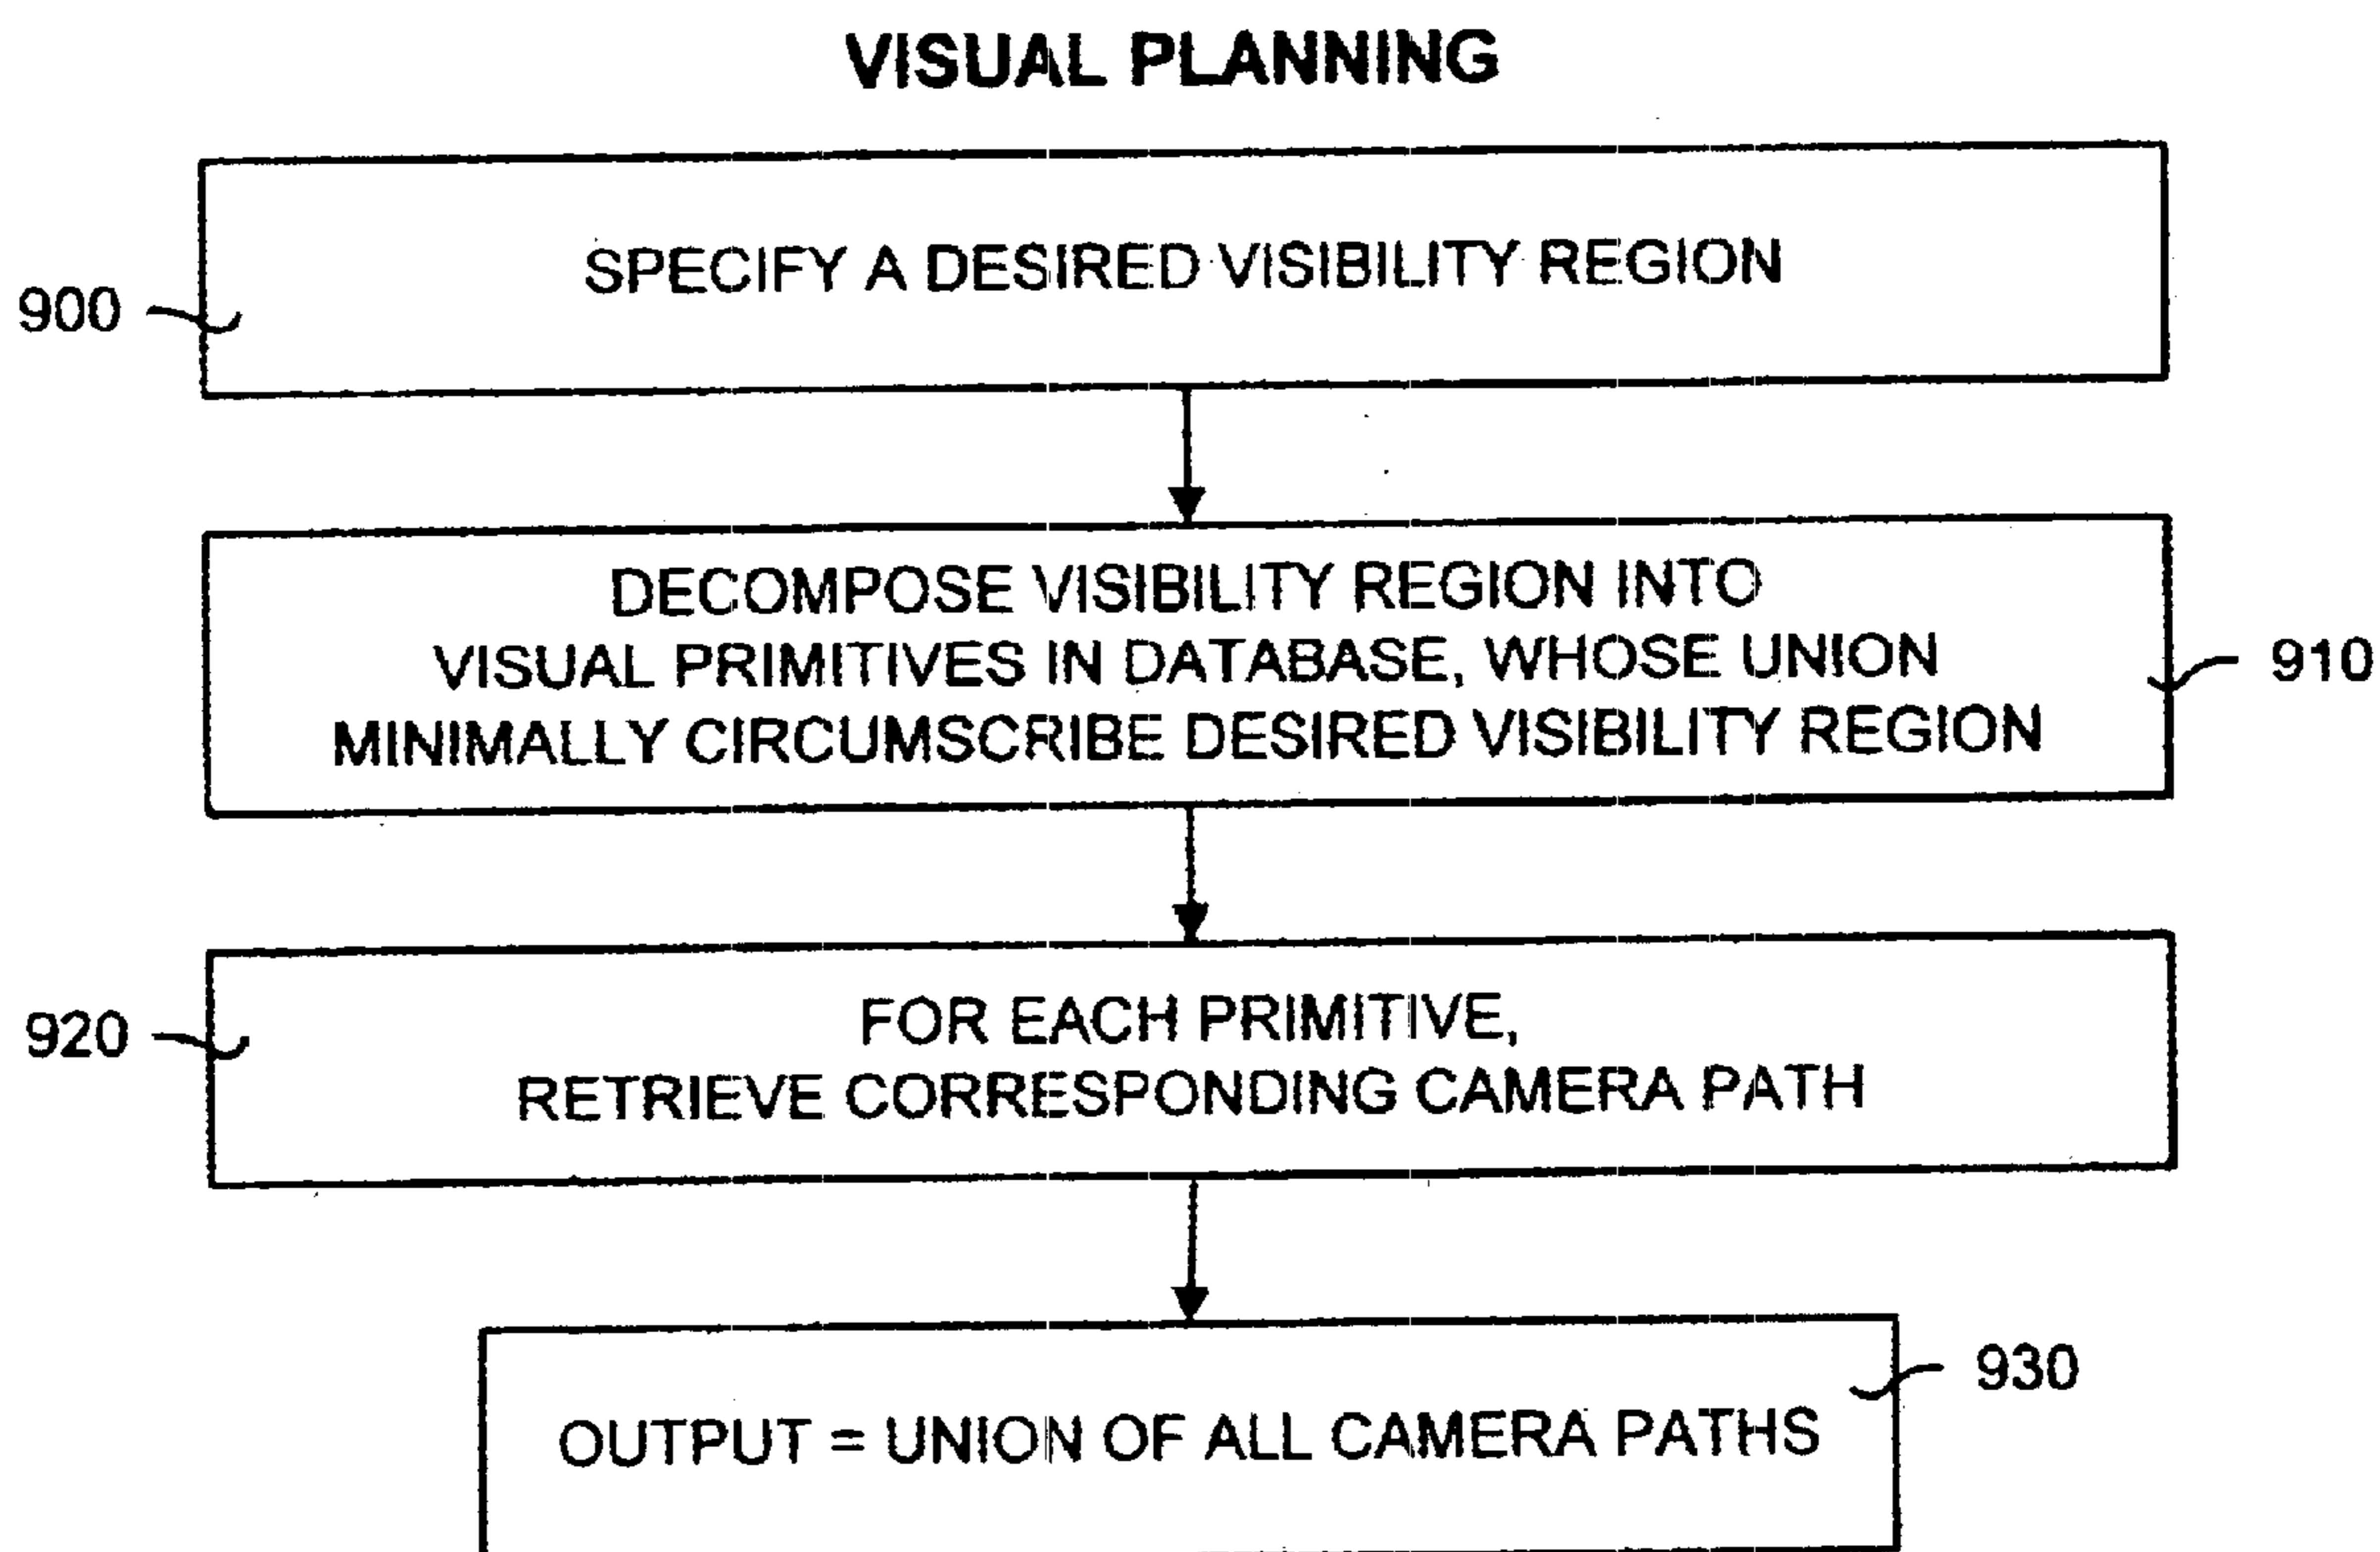 VISUAL PLANNING
SPECIFY A DESIRED VISIBILITY REGION
900
DECOMPOSE VISIBILITY REGION INTO
VISUAL PRIMITIVES IN DATABASE, WHOSE UNION
MINIMALLY CIRCUMSCRIBE DESIRED VISIBILITY REGION
910
FOR EACH PRIMITIVE,
RETRIEVE CORRESPONDING CAMERA PATH
920
OUTPUT = UNION OF ALL CAMERA PATHS
930